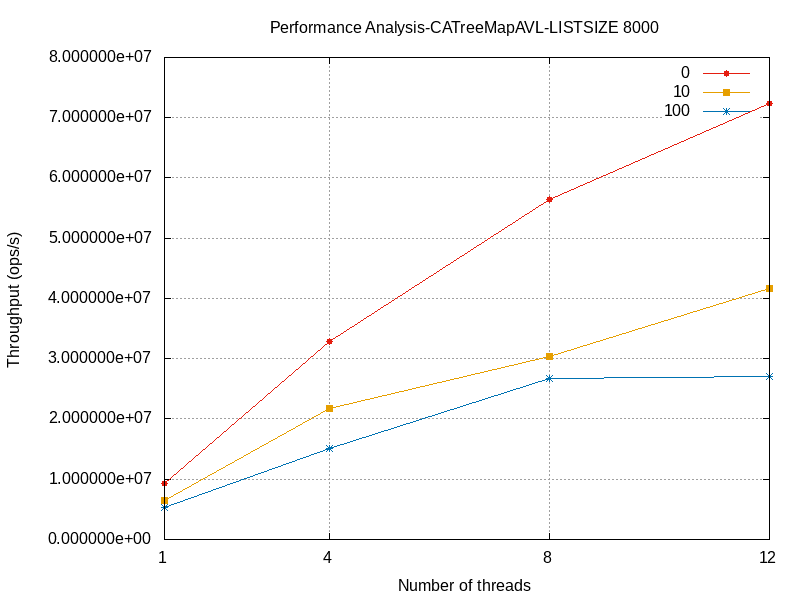 Performance Analysis-CATreeMapAVL-LISTSIZE 8000
8.000000e+07
7.000000e+07
6.000000e+07
5.000000e+07
4.000000e+07
3.000000e+07
2.000000e+07
1.000000e+07
0.000000e+00
Throughput (ops/s)
0
10
100
1 4 8 12
Number of threads